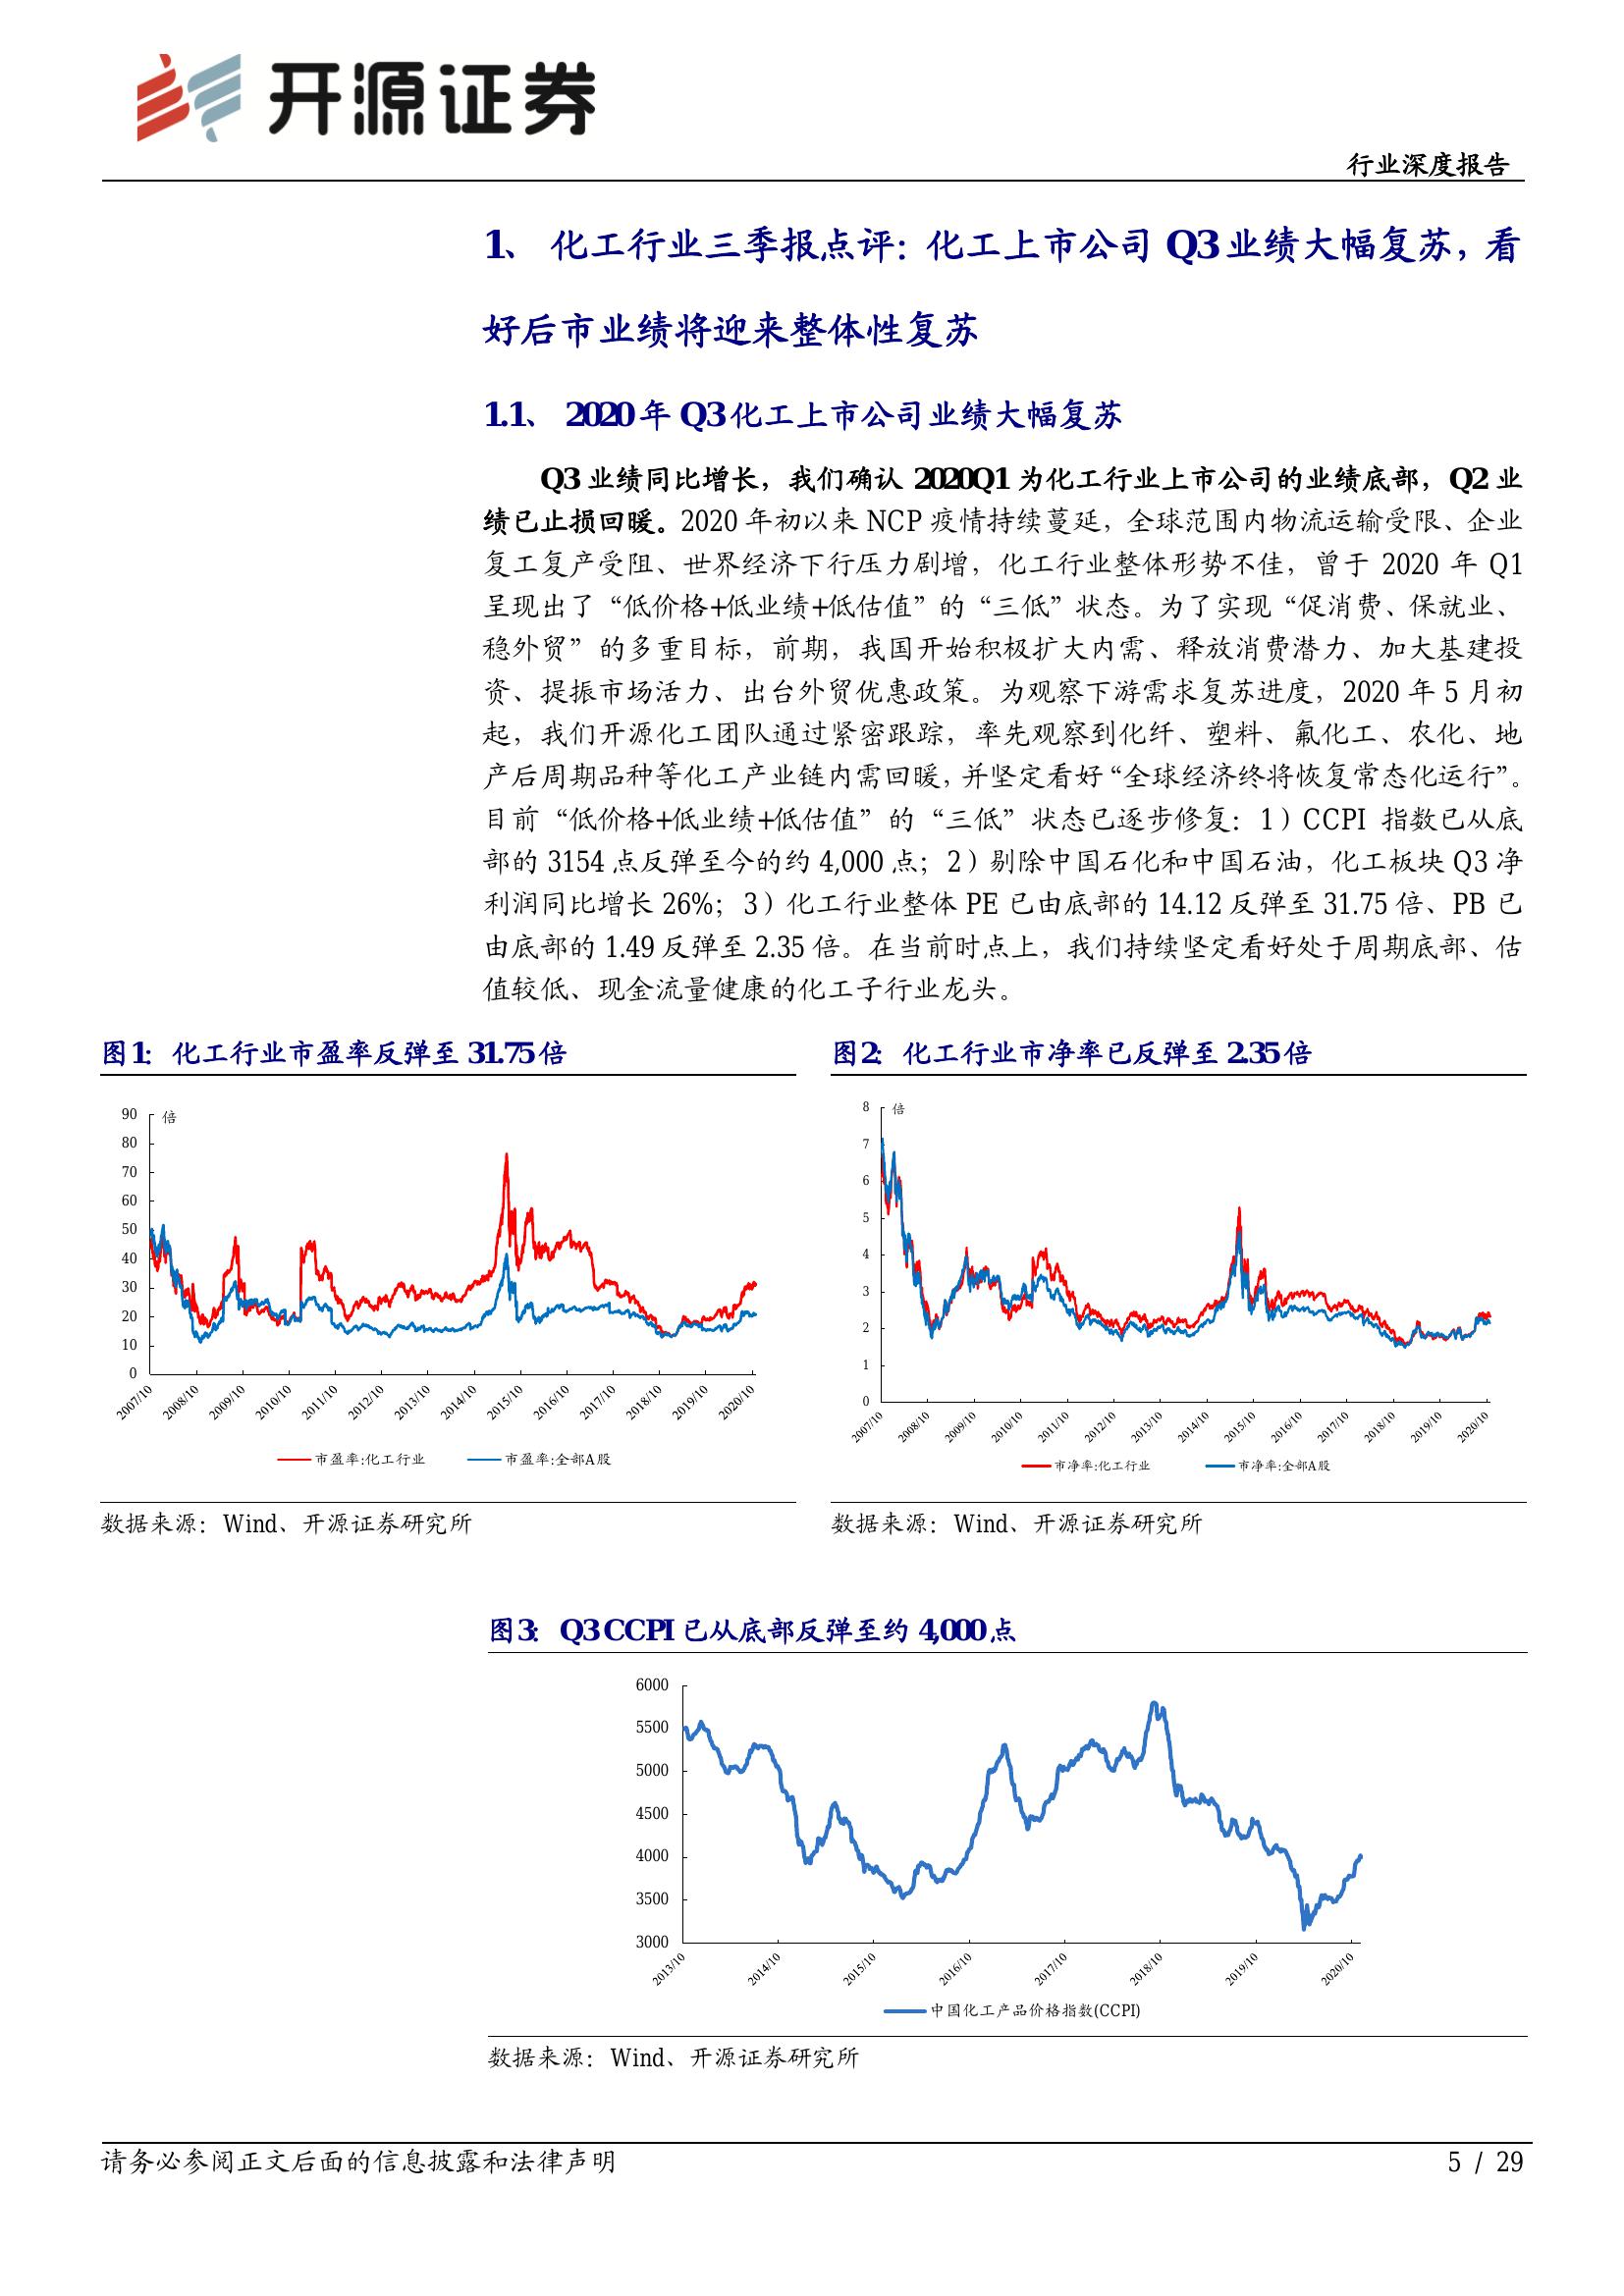 开源证券
行业深度报告
1、 化工行业三季报点评：化工上市公司 Q3 业绩大幅复苏，看
好后市业绩将迎来整体性复苏
1.1、 2020 年 Q3 化工上市公司业绩大幅复苏
Q3 业绩同比增长，我们确认 2020Q1 为化工行业上市公司的业绩底部，Q2 业
绩已止损回暖。2020 年初以来 NCP 疫情持续蔓延，全球范围内物流运输受限、企业
复工复产受阻、世界经济下行压力剧增，化工行业整体形势不佳，曾于 2020 年 Q1
呈现出了“低价格+低业绩+低估值”的“三低”状态。为了实现“促消费、保就业、
稳外贸”的多重目标，前期，我国开始积极扩大内需、释放消费潜力、加大基建投
资、提振市场活力、出台外贸优惠政策。为观察下游需求复苏进度，2020 年 5 月初
起，我们开源化工团队通过紧密跟踪，率先观察到化纤、塑料、氟化工、农化、地
产后周期品种等化工产业链内需回暖，并坚定看好“全球经济终将恢复常态化运行”。
目前“低价格+低业绩+低估值”的“三低”状态已逐步修复：1）CCPI 指数已从底
部的 3154 点反弹至今的约 4,000 点；2）剔除中国石化和中国石油，化工板块 Q3 净
利润同比增长 26%；3）化工行业整体 PE 已由底部的 14.12 反弹至 31.75 倍、PB 已
由底部的 1.49 反弹至 2.35 倍。在当前时点上，我们持续坚定看好处于周期底部、估
值较低、现金流量健康的化工子行业龙头。
图1： 化工行业市盈率反弹至 31.75 倍
90
倍
80
70
60
50
40
30
20
10
0
2007/10 2008/10 2009/10 2010/10 2011/10 2012/10 2013/10 2014/10 2015/10 2016/10 2017/10 2018/10 2019/10 2020/10
市盈率:化工行业 市盈率:全部A股
数据来源：Wind、开源证券研究所
图2： 化工行业市净率已反弹至 2.35 倍
8
倍
7
6
5
4
3
2
1
0
2007/10 2008/10 2009/10 2010/10 2011/10 2012/10 2013/10 2014/10 2015/10 2016/10 2017/10 2018/10 2019/10 2020/10
市净率:化工行业 市净率:全部A股
数据来源：Wind、开源证券研究所
图3： Q3 CCPI 已从底部反弹至约 4,000 点
6000
5500
5000
4500
4000
3500
3000
2013/10 2014/10 2015/10 2016/10 2017/10 2018/10 2019/10 2020/10
中国化工产品价格指数(CCPI)
数据来源：Wind、开源证券研究所
请务必参阅正文后面的信息披露和法律声明
5 / 29